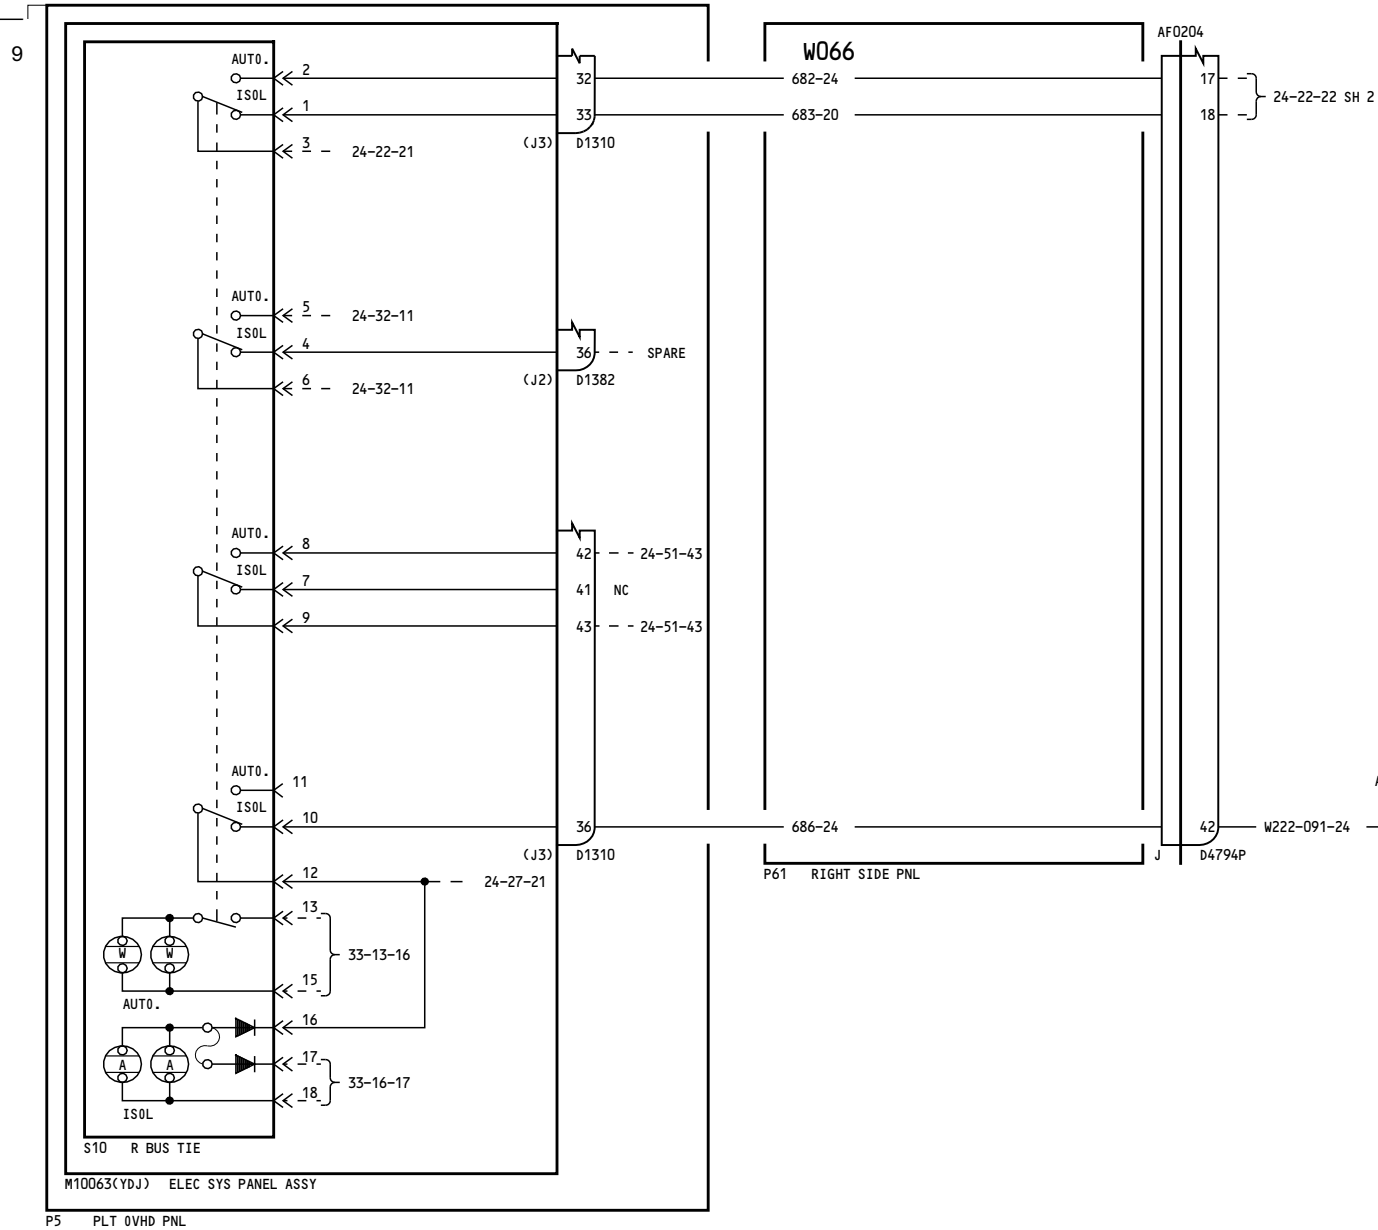 AF0204
9
W066
AUTO.
2
32
682-24
17
24-22-22 SH 2
ISOL
1
33
683-20
18
3
24-22-21
(J3)
D1310
AUTO.
5
24-32-11
ISOL
4
36
SPARE
6
24-32-11
(J2)
D1382
AUTO.
8
42
24-51-43
ISOL
7
41
NC
9
43
24-51-43
AUTO.
11
ISOL
10
36
686-24
42
W222-091-24
(J3)
D1310
J
D4794P
P61 RIGHT SIDE PNL
12
24-27-21
13
W
W
33-13-16
15
AUTO.
16
A
A
17
33-16-17
18
ISOL
S10 R BUS TIE
M10063(YDJ) ELEC SYS PANEL ASSY
P5 PLT OVHD PNL